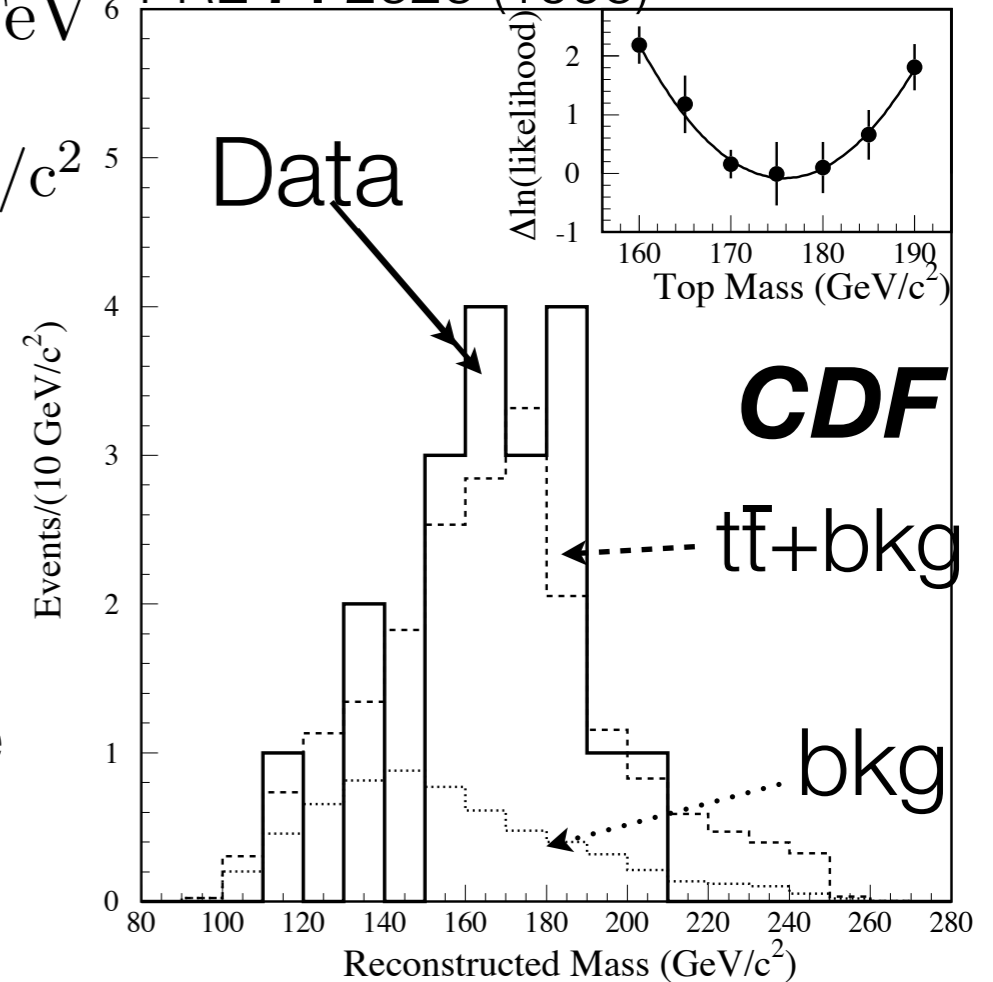 eV
/c²
6
5
4
3
2
1
0
Events/(10 GeV/c²)
80 100 120 140 160 180 200 220 240 260 280
Reconstructed Mass (GeV/c²)
Data
2
1
0
-1
Δln(likelihood)
160 170 180 190
Top Mass (GeV/c²)
CDF
tt̅+bkg
bkg